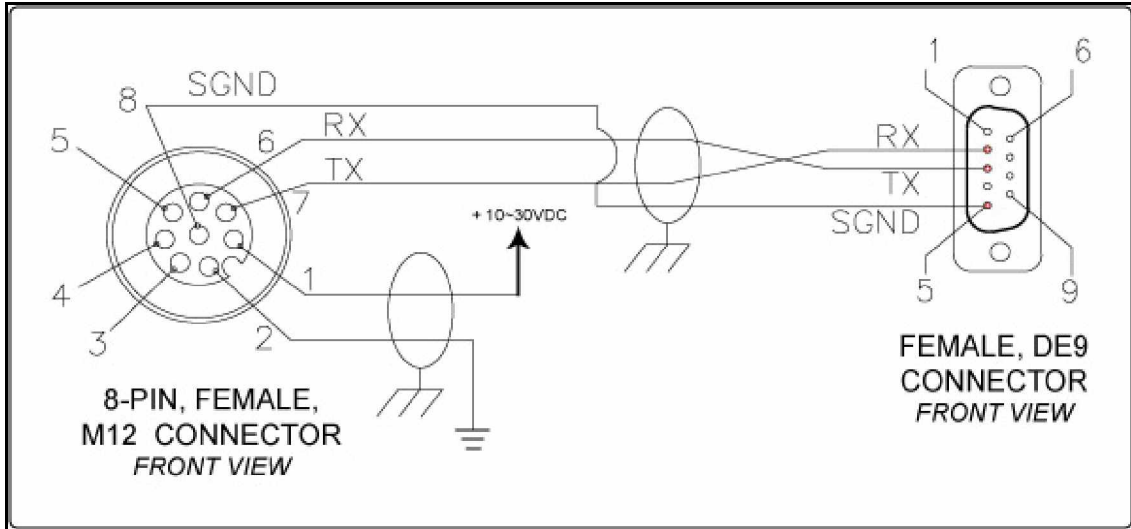 8
SGND
5
6
RX
TX
7
4
3
2
1
+ 10~30VDC
8-PIN, FEMALE,
M12 CONNECTOR
FRONT VIEW
1
6
RX
TX
SGND
5
9
FEMALE, DE9
CONNECTOR
FRONT VIEW